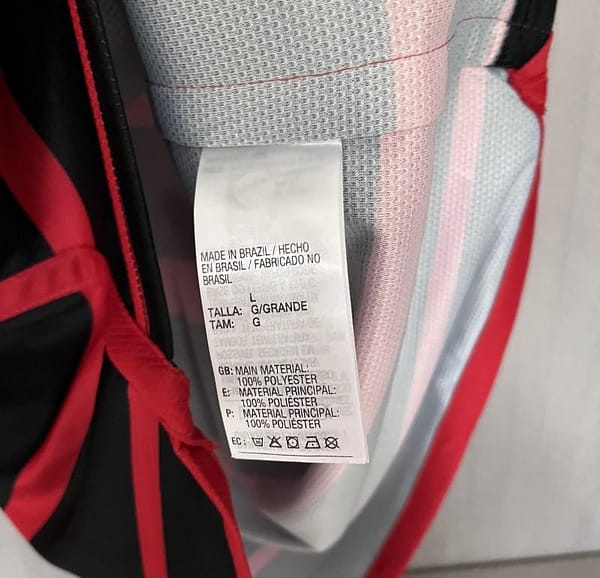 MADE IN BRAZIL / HECHO
EN BRASIL / FABRICADO NO
BRASIL
L
TALLA: G/GRANDE
TAM: G
GB: MAIN MATERIAL:
100% POLYESTER
E: MATERIAL PRINCIPAL:
100% POLIÉSTER
P: MATERIAL PRINCIPAL:
100% POLIÉSTER
EC: